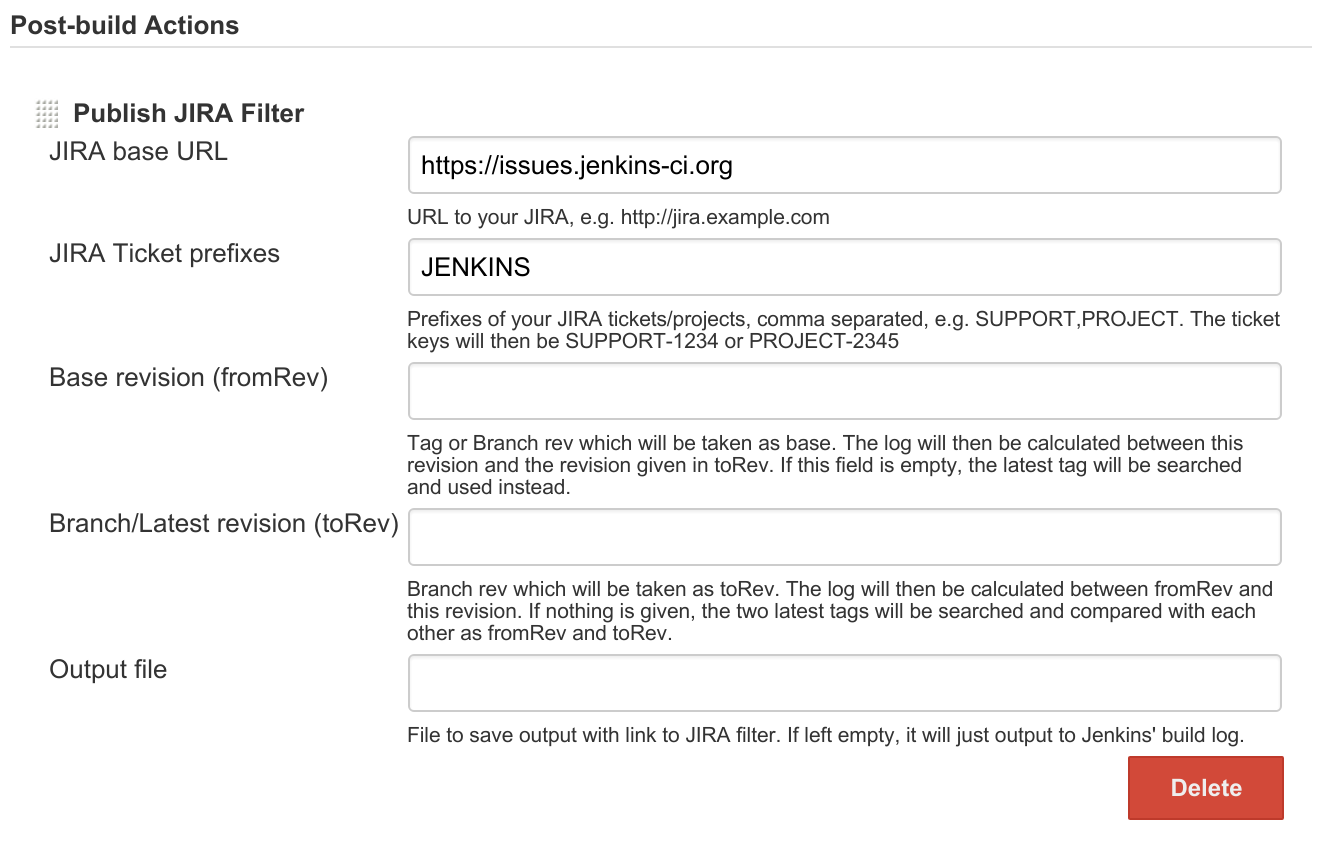 Post-build Actions
Publish JIRA Filter
JIRA base URL
https://issues.jenkins-ci.org
URL to your JIRA, e.g. http://jira.example.com
JIRA Ticket prefixes
JENKINS
Prefixes of your JIRA tickets/projects, comma separated, e.g. SUPPORT,PROJECT. The ticket
keys will then be SUPPORT-1234 or PROJECT-2345
Base revision (fromRev)
Tag or Branch rev which will be taken as base. The log will then be calculated between this
revision and the revision given in toRev. If this field is empty, the latest tag will be searched
and used instead.
Branch/Latest revision (toRev)
Branch rev which will be taken as toRev. The log will then be calculated between fromRev and
this revision. If nothing is given, the two latest tags will be searched and compared with each
other as fromRev and toRev.
Output file
File to save output with link to JIRA filter. If left empty, it will just output to Jenkins' build log.
Delete